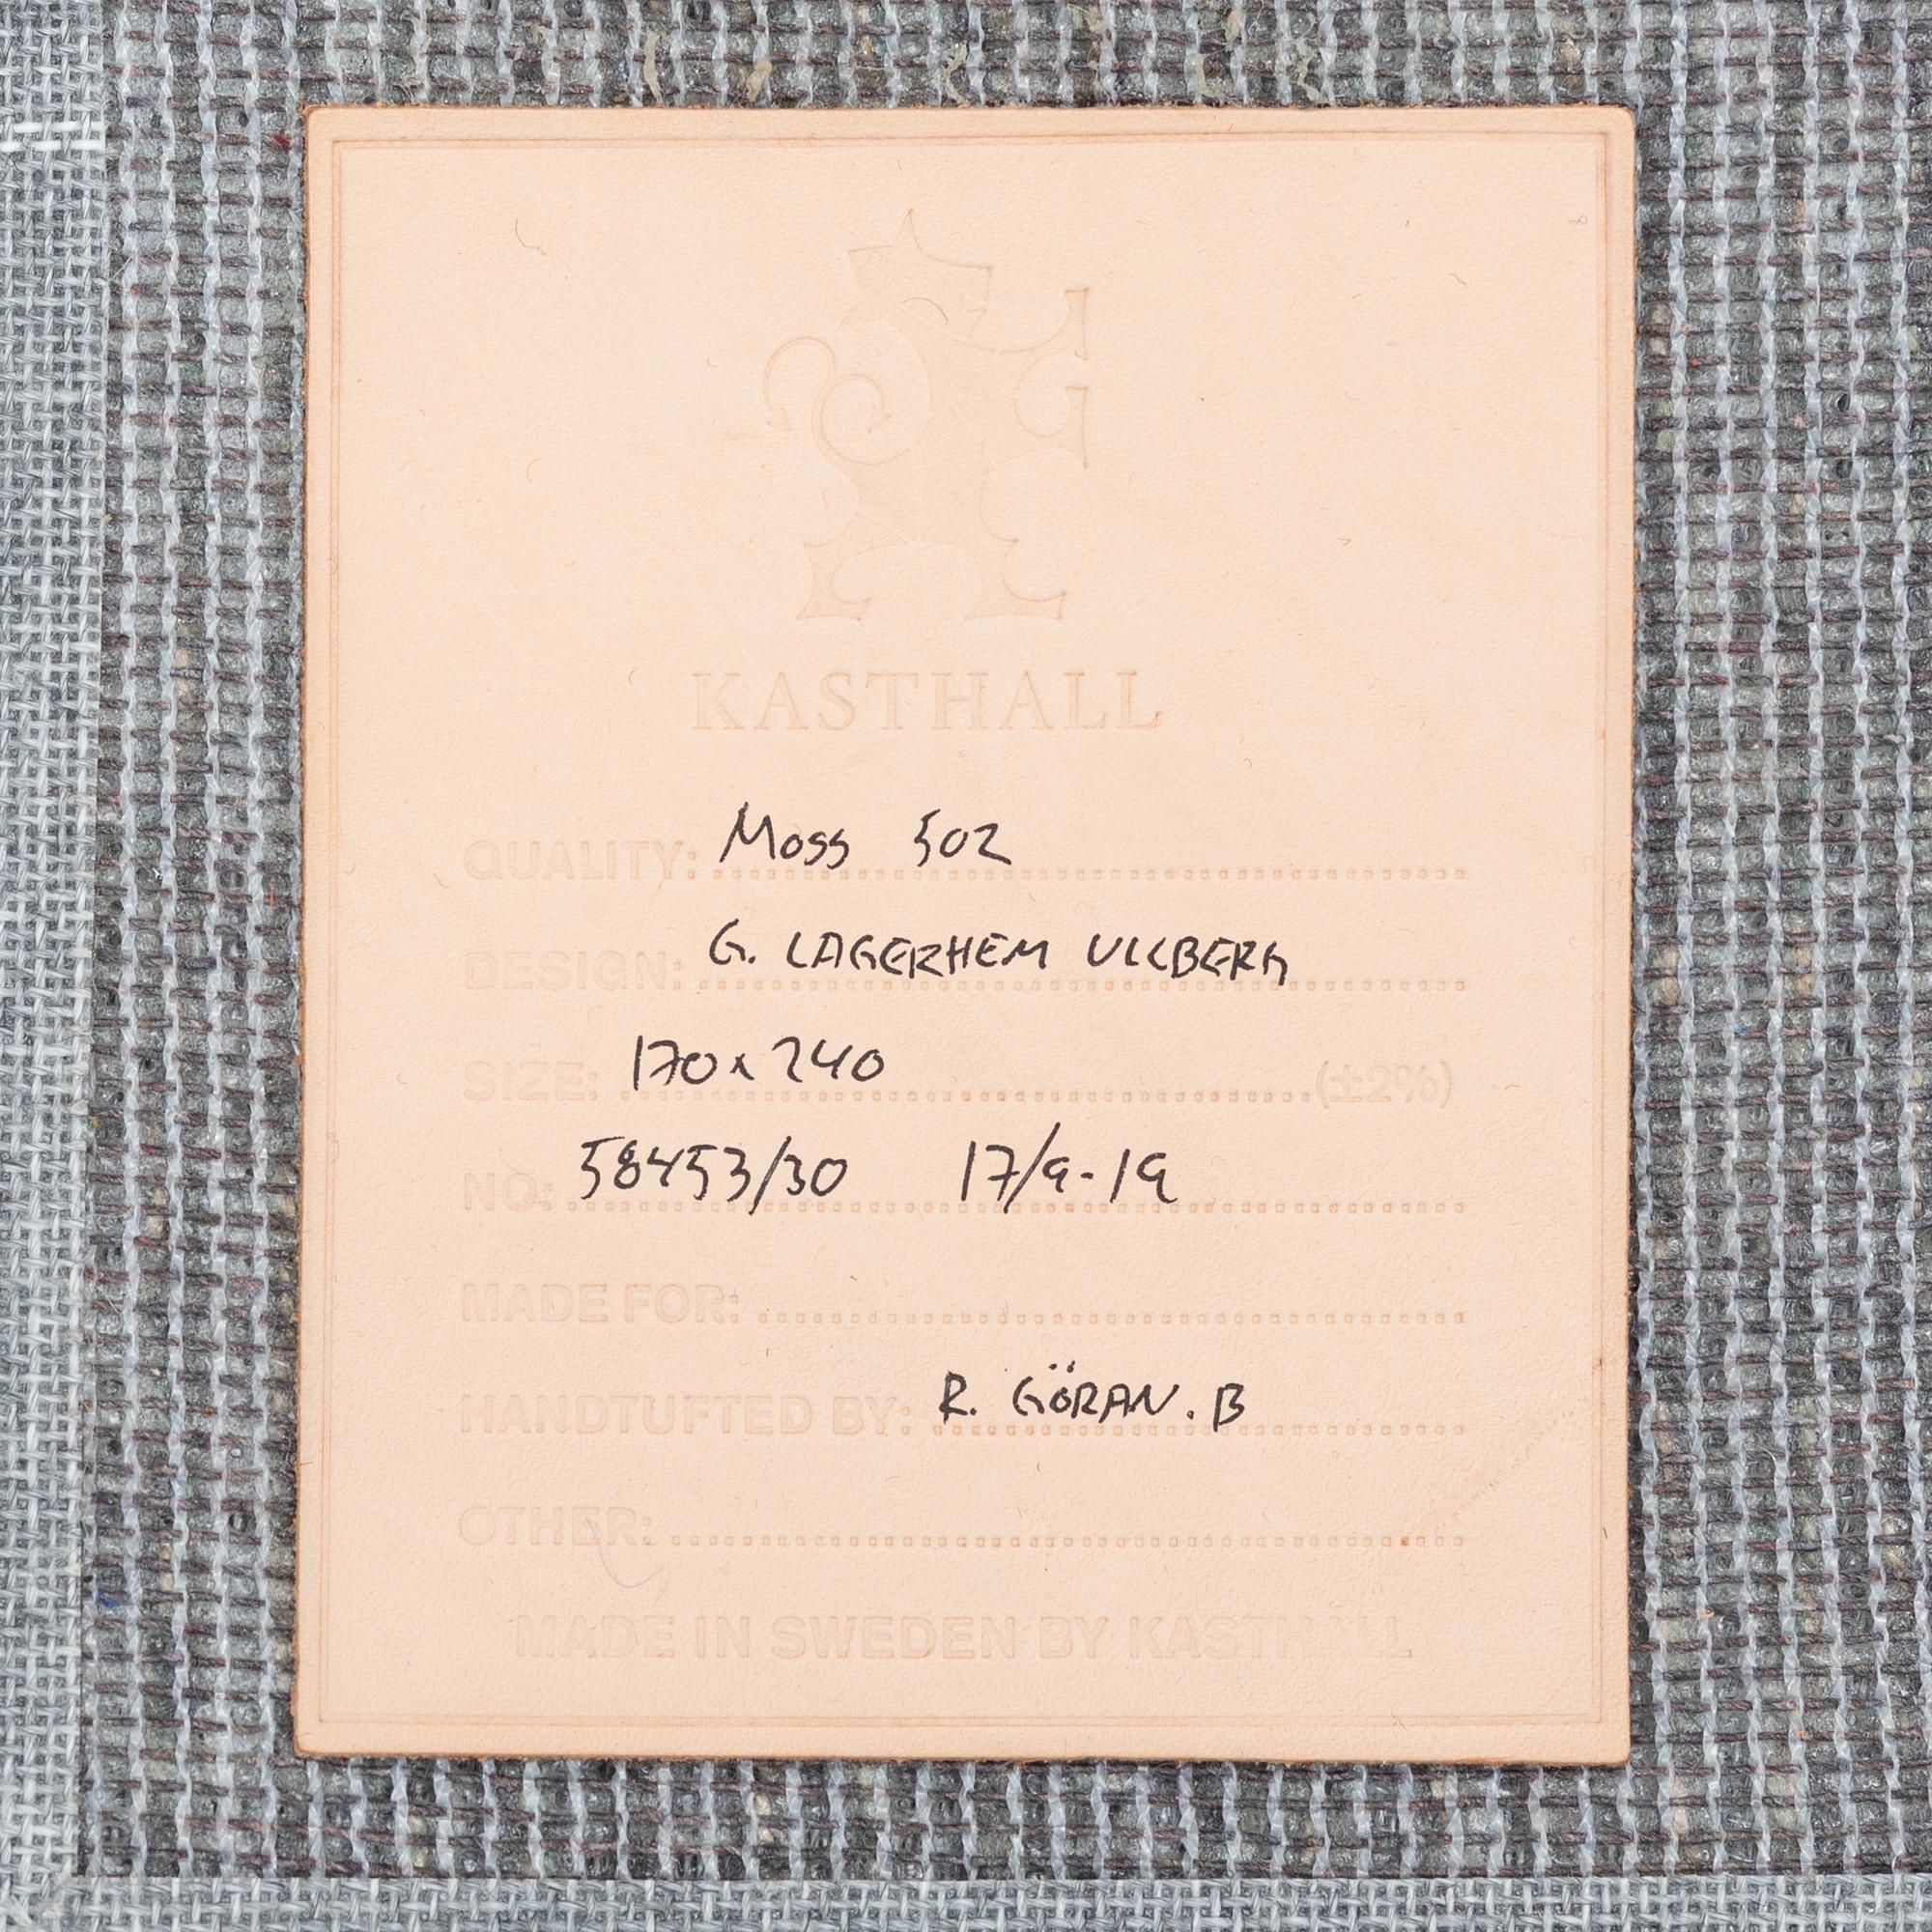 KASTHALL
QUALITY: Moss 502
DESIGN: G. LAGERHEM ULLBERG
SIZE: 170x240 (±2%)
NO: 58453/30 17/9-19
MADE FOR:
HANDTUFTED BY: R. GÖRAN. B
OTHER:
MADE IN SWEDEN BY KASTHALL